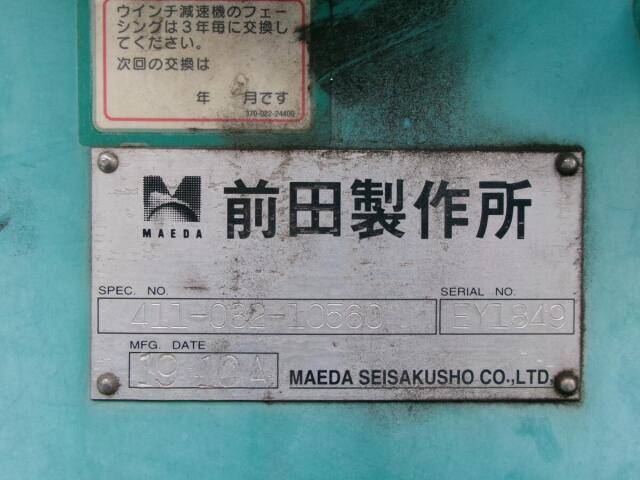 ウインチ減速機のフェー
シングは3年毎に交換し
てください。
次回の交換は
年 月です
370-022-24400
MAEDA
前田製作所
SPEC. NO.
411-032-10560
SERIAL NO.
EY1849
MFG. DATE
19-10A
MAEDA SEISAKUSHO CO.,LTD.